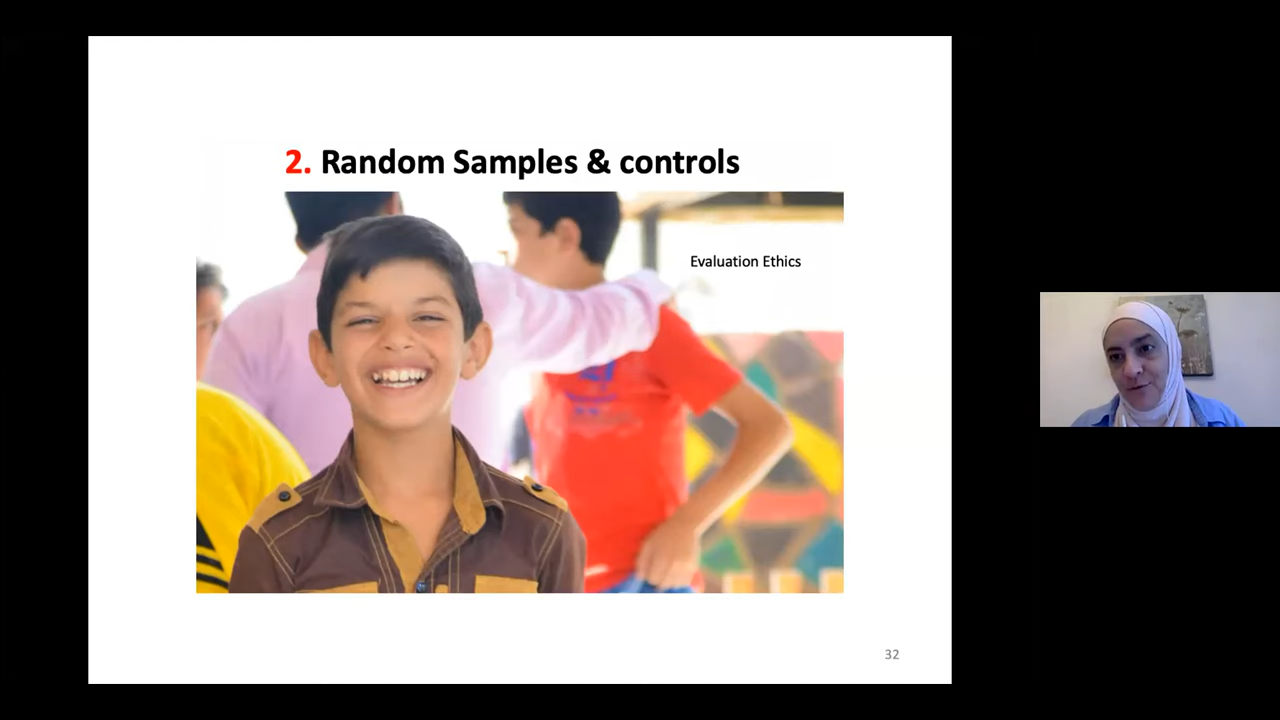 2. Random Samples & controls
Evaluation Ethics
32